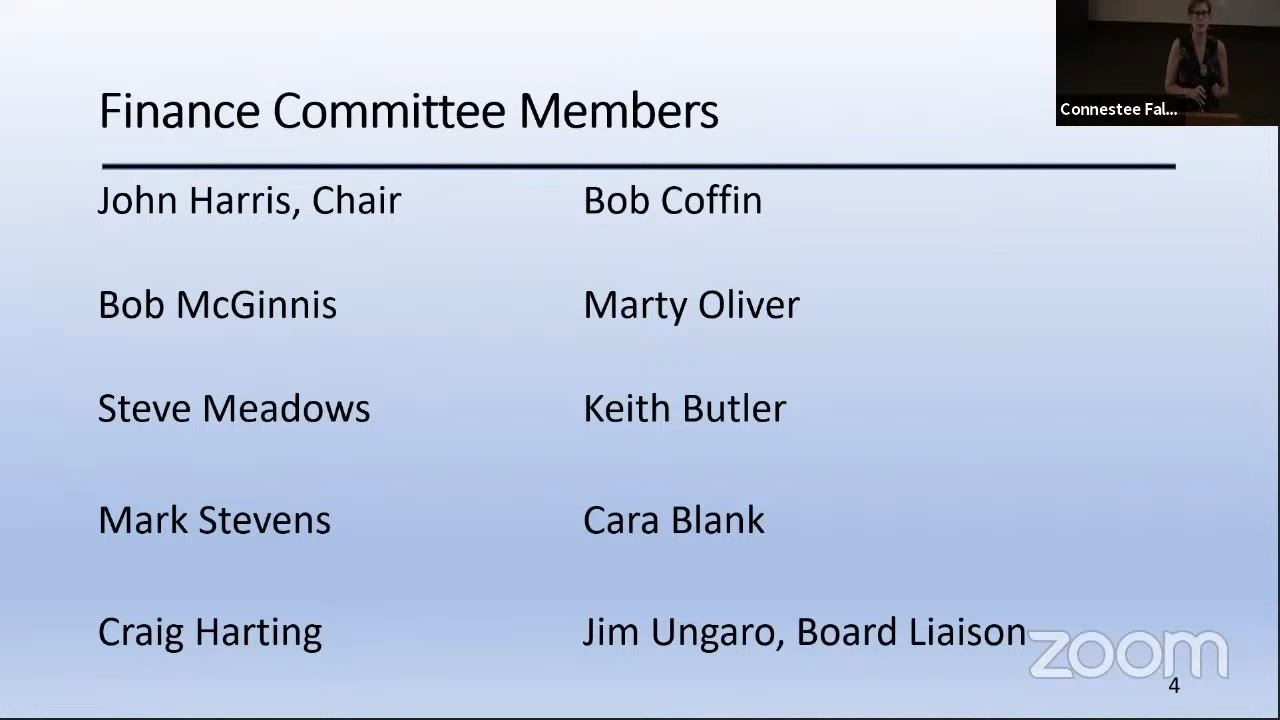 Finance Committee Members
John Harris, Chair
Bob Coffin
Bob McGinnis
Marty Oliver
Steve Meadows
Keith Butler
Mark Stevens
Cara Blank
Craig Harting
Jim Ungaro, Board Liaison
zoom
4
Connestee Fal...